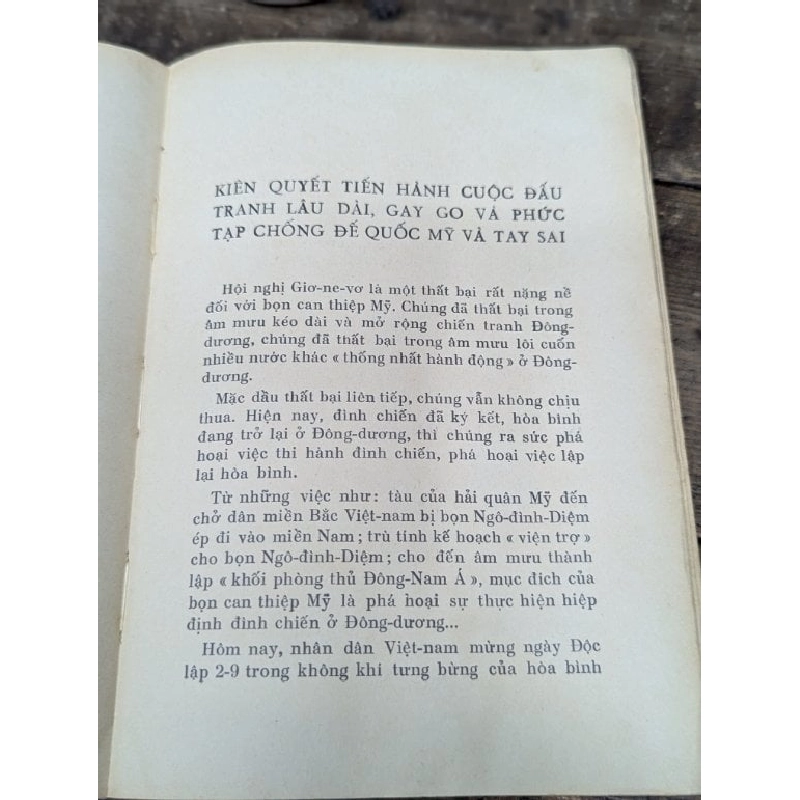 KIÊN QUYẾT TIẾN HÀNH CUỘC ĐẤU
TRANH LÂU DÀI, GAY GO VÀ PHỨC
TẠP CHỐNG ĐẾ QUỐC MỸ VÀ TAY SAI
Hội nghị Giơ-ne-vơ là một thất bại rất nặng nề
đối với bọn can thiệp Mỹ. Chúng đã thất bại trong
âm mưu kéo dài và mở rộng chiến tranh Đông-
dương, chúng đã thất bại trong âm mưu lôi cuốn
nhiều nước khác « thống nhất hành động » ở Đông-
dương.
Mặc dầu thất bại liên tiếp, chúng vẫn không chịu
thua. Hiện nay, đình chiến đã ký kết, hòa bình
đang trở lại ở Đông-dương, thì chúng ra sức phá
hoại việc thi hành đình chiến, phá hoại việc lập
lại hòa bình.
Từ những việc như : tàu của hải quân Mỹ đến
chở dân miền Bắc Việt-nam bị bọn Ngô-đình-Diệm
ép đi vào miền Nam ; trù tính kế hoạch « viện trợ »
cho bọn Ngô-đình-Diệm ; cho đến âm mưu thành
lập « khối phòng thủ Đông-Nam Á », mục đích của
bọn can thiệp Mỹ là phá hoại sự thực hiện hiệp
định đình chiến ở Đông-dương...
Hôm nay, nhân dân Việt-nam mừng ngày Độc
lập 2-9 trong không khí tưng bừng của hòa bình